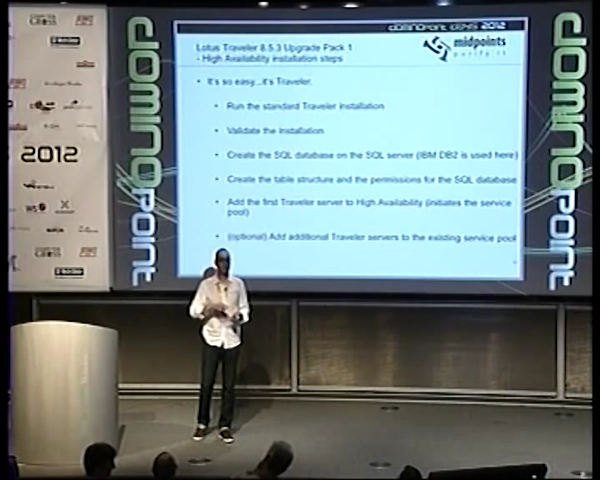 DOMINOPOINT DAYS 2012
Lotus Traveler 8.5.3 Upgrade Pack 1
- High Availability installation steps
midpoints
• It's so easy...it's Traveler.
• Run the standard Traveler installation
• Validate the installation
• Create the SQL database on the SQL server (IBM DB2 is used here)
• Create the table structure and the permissions for the SQL database
• Add the first Traveler server to High Availability (initiates the service
pool)
• (optional) Add additional Traveler servers to the existing service pool
DOMINO
POINT
2012
DOMINO
POINT